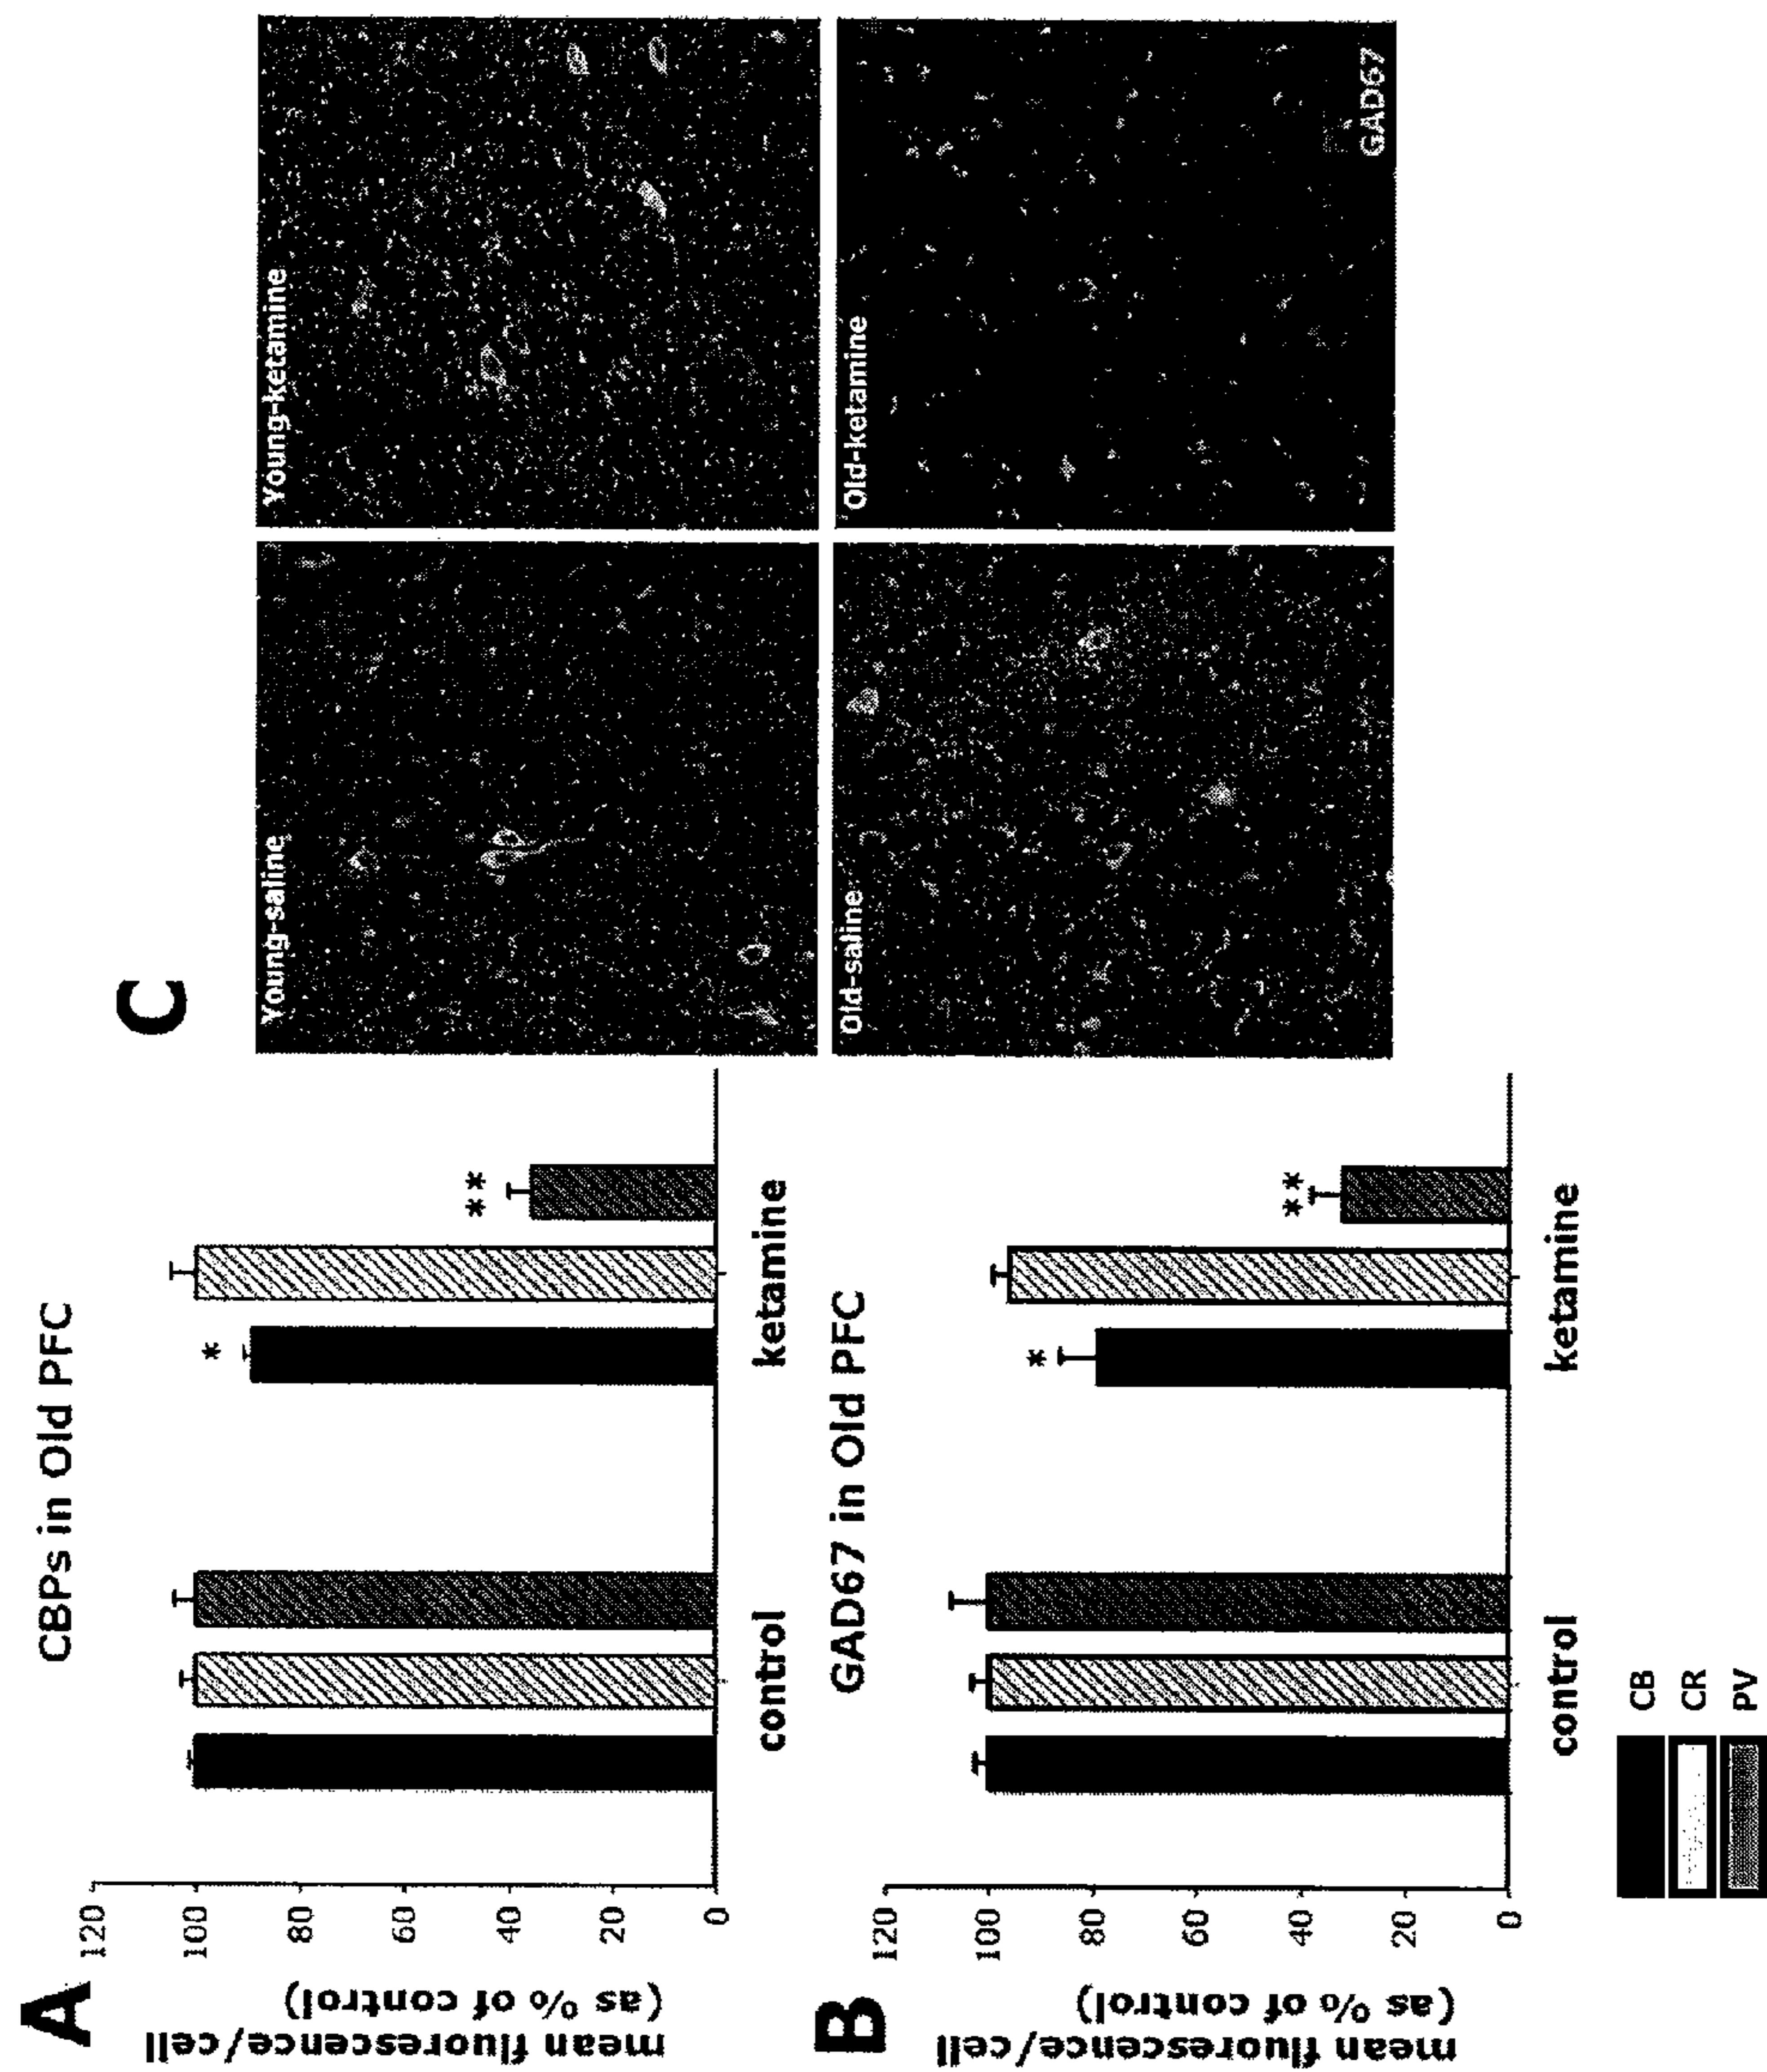 A
CBPs in Old PFC
mean fluorescence/cell
(as % of control)
120
100
80
60
40
20
0
control
ketamine
*
**
B
GAD67 in Old PFC
mean fluorescence/cell
(as % of control)
120
100
80
60
40
20
0
control
ketamine
*
**
CB
CR
PV
C
Young-saline
Young-ketamine
Old-saline
Old-ketamine
GAD67